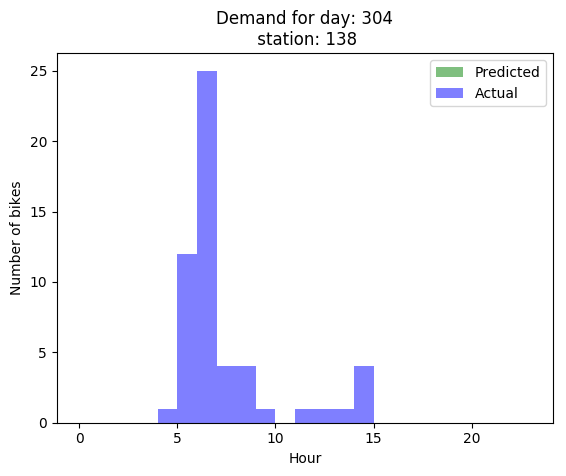 Demand for day: 304
station: 138
Predicted
Actual
Number of bikes
25
20
15
10
5
0
0 5 10 15 20
Hour